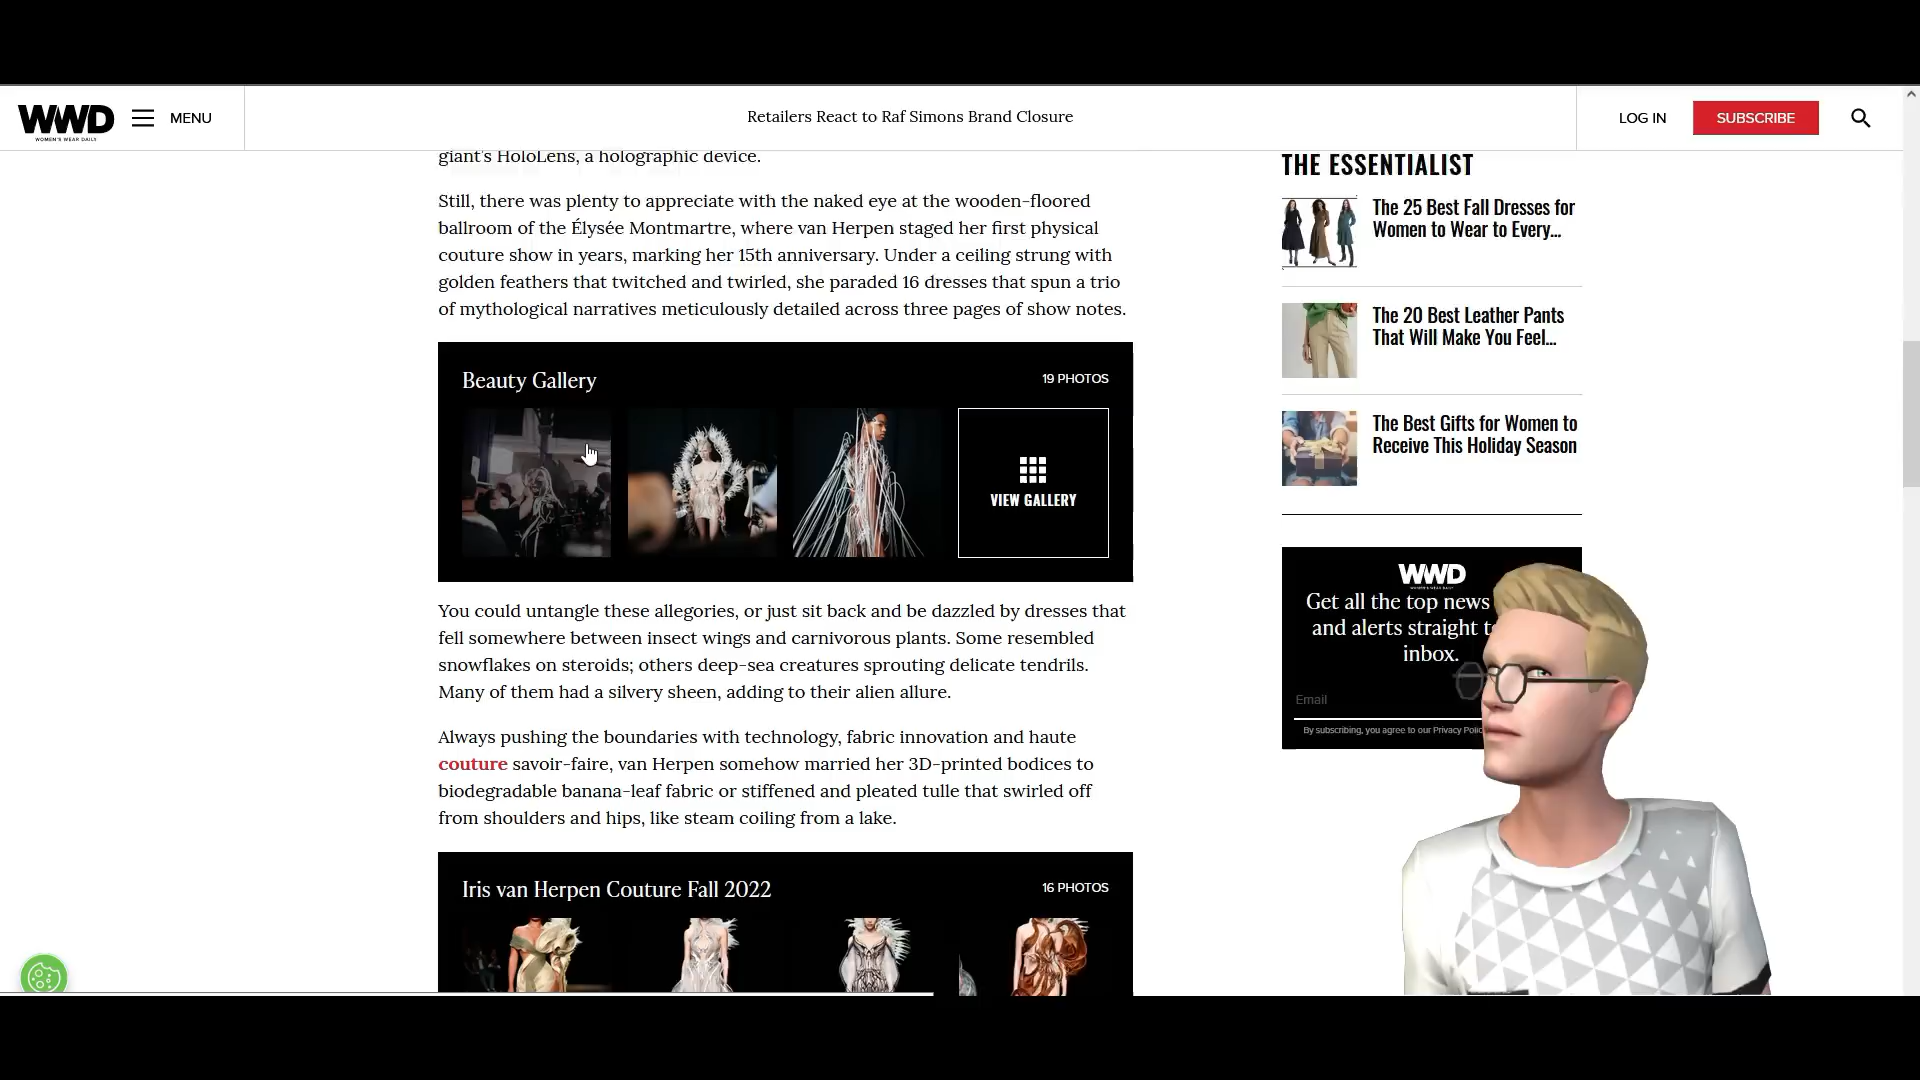 WWD
WOMEN'S WEAR DAILY
MENU
Retailers React to Raf Simons Brand Closure
LOG IN
SUBSCRIBE
giant's HoloLens, a holographic device.
Still, there was plenty to appreciate with the naked eye at the wooden-floored
ballroom of the Élysée Montmartre, where van Herpen staged her first physical
couture show in years, marking her 15th anniversary. Under a ceiling strung with
golden feathers that twitched and twirled, she paraded 16 dresses that spun a trio
of mythological narratives meticulously detailed across three pages of show notes.
Beauty Gallery
19 PHOTOS
VIEW GALLERY
You could untangle these allegories, or just sit back and be dazzled by dresses that
fell somewhere between insect wings and carnivorous plants. Some resembled
snowflakes on steroids; others deep-sea creatures sprouting delicate tendrils.
Many of them had a silvery sheen, adding to their alien allure.
Always pushing the boundaries with technology, fabric innovation and haute
couture savoir-faire, van Herpen somehow married her 3D-printed bodices to
biodegradable banana-leaf fabric or stiffened and pleated tulle that swirled off
from shoulders and hips, like steam coiling from a lake.
Iris van Herpen Couture Fall 2022
16 PHOTOS
THE ESSENTIALIST
The 25 Best Fall Dresses for
Women to Wear to Every...
The 20 Best Leather Pants
That Will Make You Feel...
The Best Gifts for Women to
Receive This Holiday Season
WWD
Get all the top news
and alerts straight t
inbox.
Email
By subscribing, you agree to our Privacy Polic